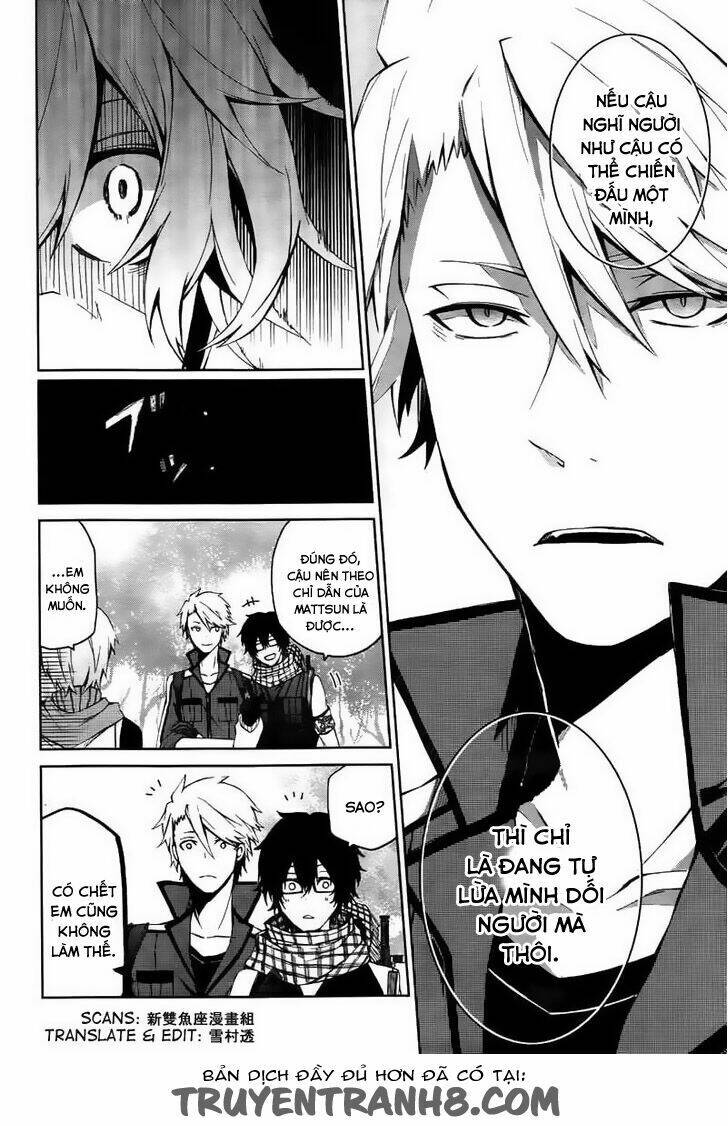 NẾU CẬU
NGHĨ NGƯỜI
NHƯ CẬU CÓ
THỂ CHIẾN
ĐẤU MỘT
MÌNH,
THÌ CHỈ
LÀ ĐANG TỰ
LỪA MÌNH DỐI
NGƯỜI MÀ
THÔI.
ĐÚNG ĐÓ,
CẬU NÊN THEO
CHỈ DẪN CỦA
MATTSUN LÀ
ĐƯỢC...
...EM
KHÔNG
MUỐN.
SAO?
CÓ CHẾT
EM CŨNG
KHÔNG
LÀM THẾ.
SCANS: 新雙魚座漫畫組
TRANSLATE & EDIT: 雪村透
BẢN DỊCH ĐẦY ĐỦ HƠN ĐÃ CÓ TẠI:
TRUYENTRANH8.COM